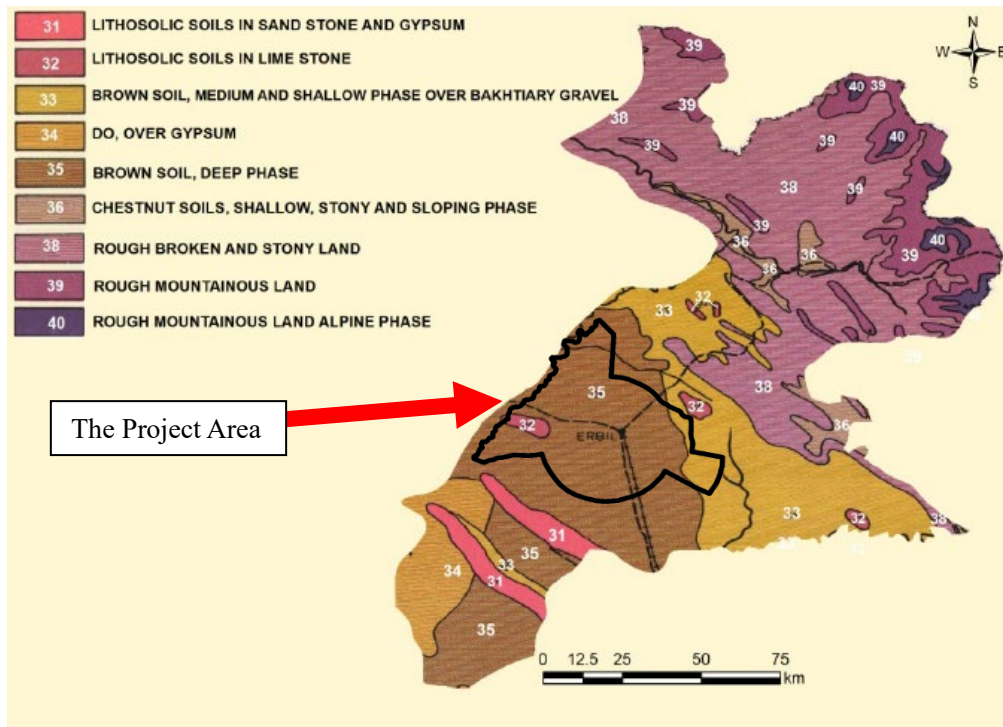 31 LITHOSOLIC SOILS IN SAND STONE AND GYPSUM
32 LITHOSOLIC SOILS IN LIME STONE
33 BROWN SOIL, MEDIUM AND SHALLOW PHASE OVER BAKHTIARY GRAVEL
34 DO, OVER GYPSUM
35 BROWN SOIL, DEEP PHASE
36 CHESTNUT SOILS, SHALLOW, STONY AND SLOPING PHASE
38 ROUGH BROKEN AND STONY LAND
39 ROUGH MOUNTAINOUS LAND
40 ROUGH MOUNTAINOUS LAND ALPINE PHASE
N
W E
S
39
40 39
39
38
39
39
40
38
39
39
36
36
39
40
36
32
33
39
38
35
32
The Project Area
32
ERBIL
36
33
32
38
31
35
33
34
31
35
0 12.5 25 50 75
km